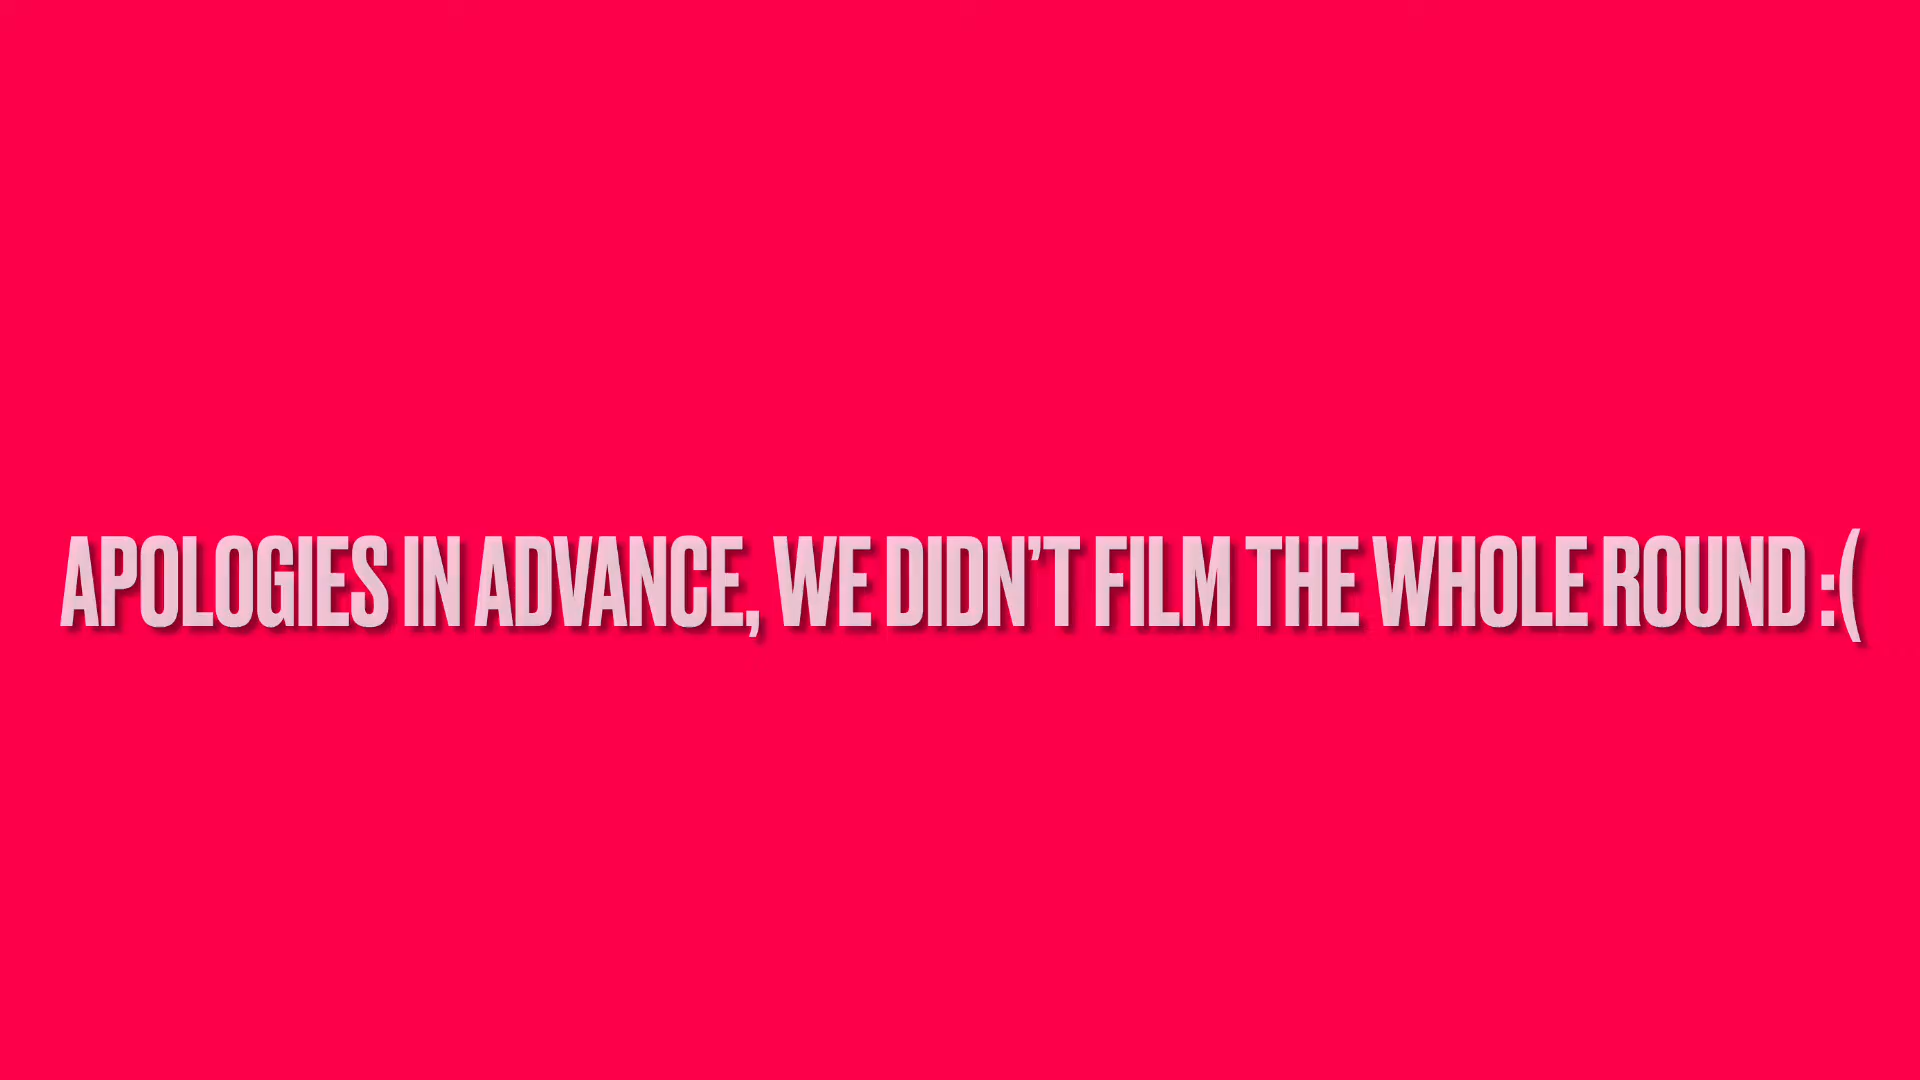 APOLOGIES IN ADVANCE, WE DIDN’T FILM THE WHOLE ROUND :(